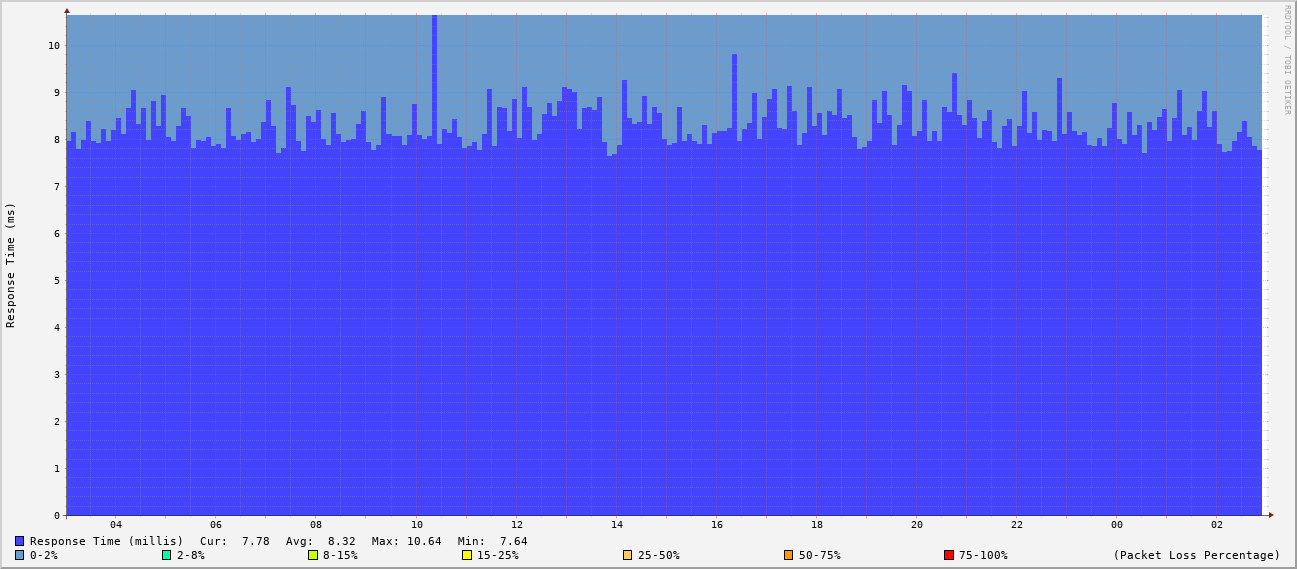 RRDTOOL / TOBI OETIKER
Response Time (ms)
10
9
8
7
6
5
4
3
2
1
0
04 06 08 10 12 14 16 18 20 22 00 02
Response Time (millis) Cur: 7.78 Avg: 8.32 Max: 10.64 Min: 7.64
0-2% 2-8% 8-15% 15-25% 25-50% 50-75% 75-100% (Packet Loss Percentage)